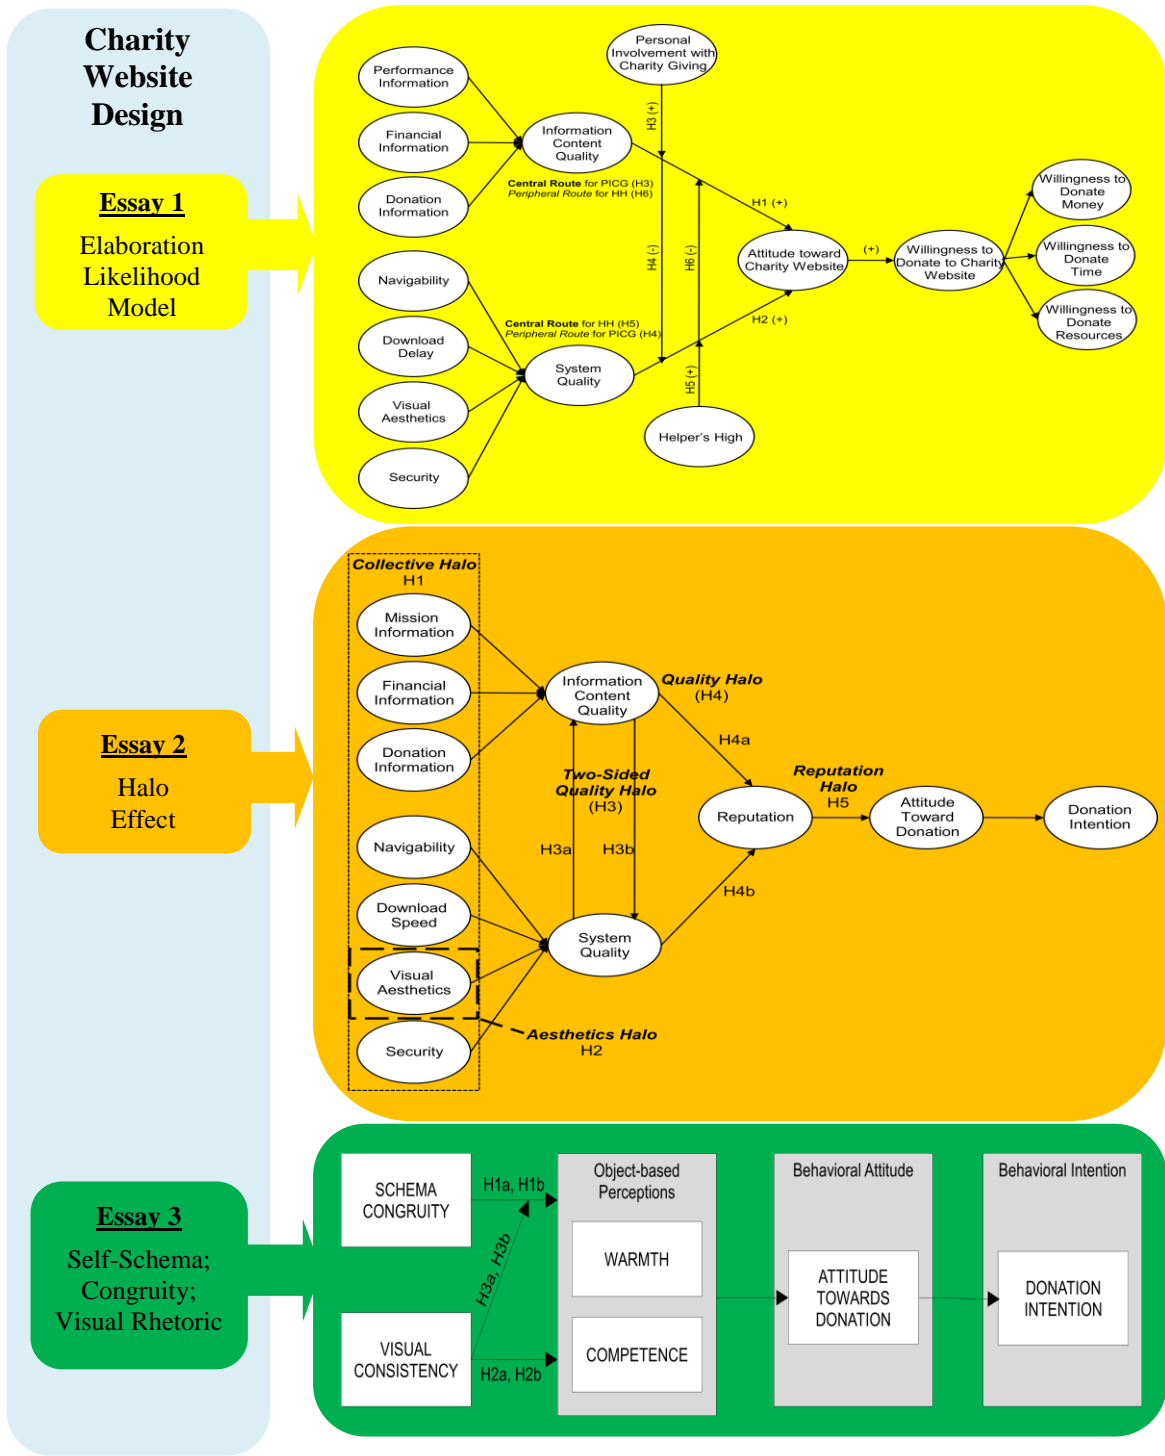 Charity
Website
Design
Essay 1
Elaboration
Likelihood
Model
Performance
Information
Financial
Information
Donation
Information
Navigability
Download
Delay
Visual
Aesthetics
Security
Information
Content
Quality
Central Route for PICG (H3)
Peripheral Route for HH (H6)
Central Route for HH (H5)
Peripheral Route for PICG (H4)
System
Quality
Personal
Involvement with
Charity Giving
H3 (+)
H4 (-)
H6 (-)
H5 (+)
Helper's High
H1 (+)
H2 (+)
Attitude toward
Charity Website
(+)
Willingness to
Donate to Charity
Website
Willingness to
Donate
Money
Willingness to
Donate
Time
Willingness to
Donate
Resources
Essay 2
Halo
Effect
Collective Halo
H1
Mission
Information
Financial
Information
Donation
Information
Navigability
Download
Speed
Visual
Aesthetics
Security
Aesthetics Halo
H2
Information
Content
Quality
Two-Sided
Quality Halo
(H3)
H3a
H3b
System
Quality
Quality Halo
(H4)
H4a
H4b
Reputation
Reputation
Halo
H5
Attitude
Toward
Donation
Donation
Intention
Essay 3
Self-Schema;
Congruity;
Visual Rhetoric
SCHEMA
CONGRUITY
VISUAL
CONSISTENCY
H1a, H1b
H3a, H3b
H2a, H2b
Object-based
Perceptions
WARMTH
COMPETENCE
Behavioral Attitude
ATTITUDE
TOWARDS
DONATION
Behavioral Intention
DONATION
INTENTION